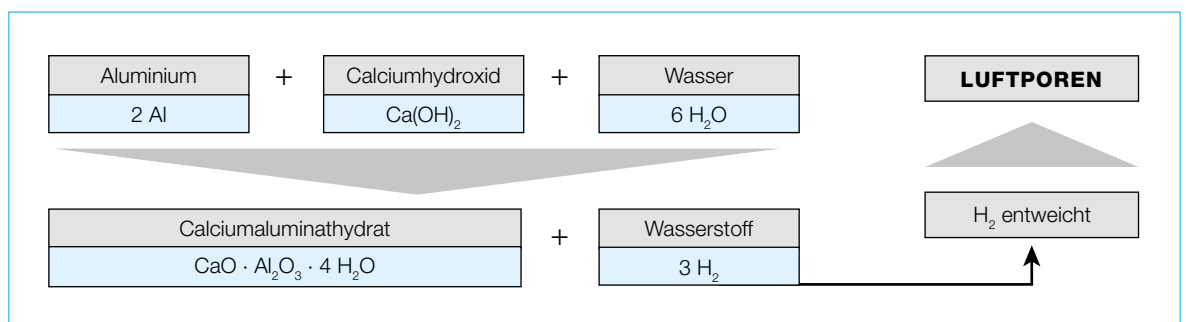 Aluminium + Calciumhydroxid + Wasser
2 Al Ca(OH)₂ 6 H₂O
Calciumaluminathydrat + Wasserstoff
CaO · Al₂O₃ · 4 H₂O 3 H₂
H₂ entweicht
LUFTPOREN